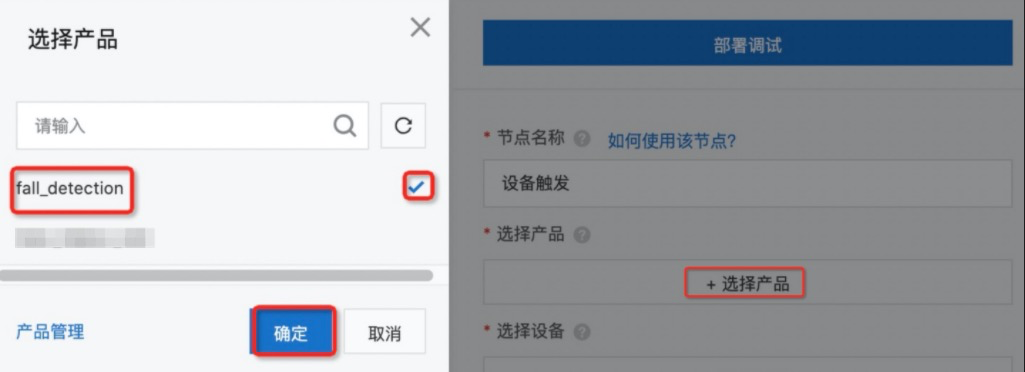 选择产品
请输入
fall_detection
产品管理
确定
取消
部署调试
* 节点名称 如何使用该节点?
设备触发
* 选择产品
+ 选择产品
* 选择设备